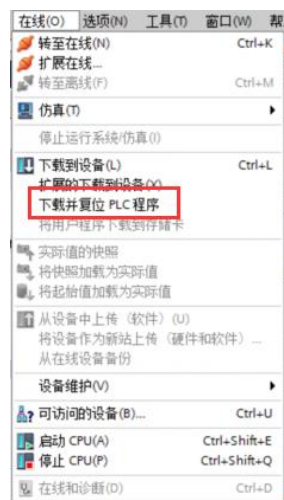 在线(O) 选项(N) 工具(T) 窗口(W) 帮
转至在线(N) Ctrl+K
扩展在线...
转至离线(F) Ctrl+M
仿真(T)
停止运行系统/仿真(I)
下载到设备(L) Ctrl+L
扩展的下载到设备(X)
下载并复位 PLC 程序
将用户程序下载到存储卡
实际值的快照
将快照加载为实际值
将起始值加载为实际值
从设备中上传（软件）(U)
将设备作为新站上传（硬件和软件）...
从在线设备备份
设备维护(V)
可访问的设备(B)... Ctrl+U
启动 CPU(A) Ctrl+Shift+E
停止 CPU(P) Ctrl+Shift+Q
在线和诊断(D) Ctrl+D